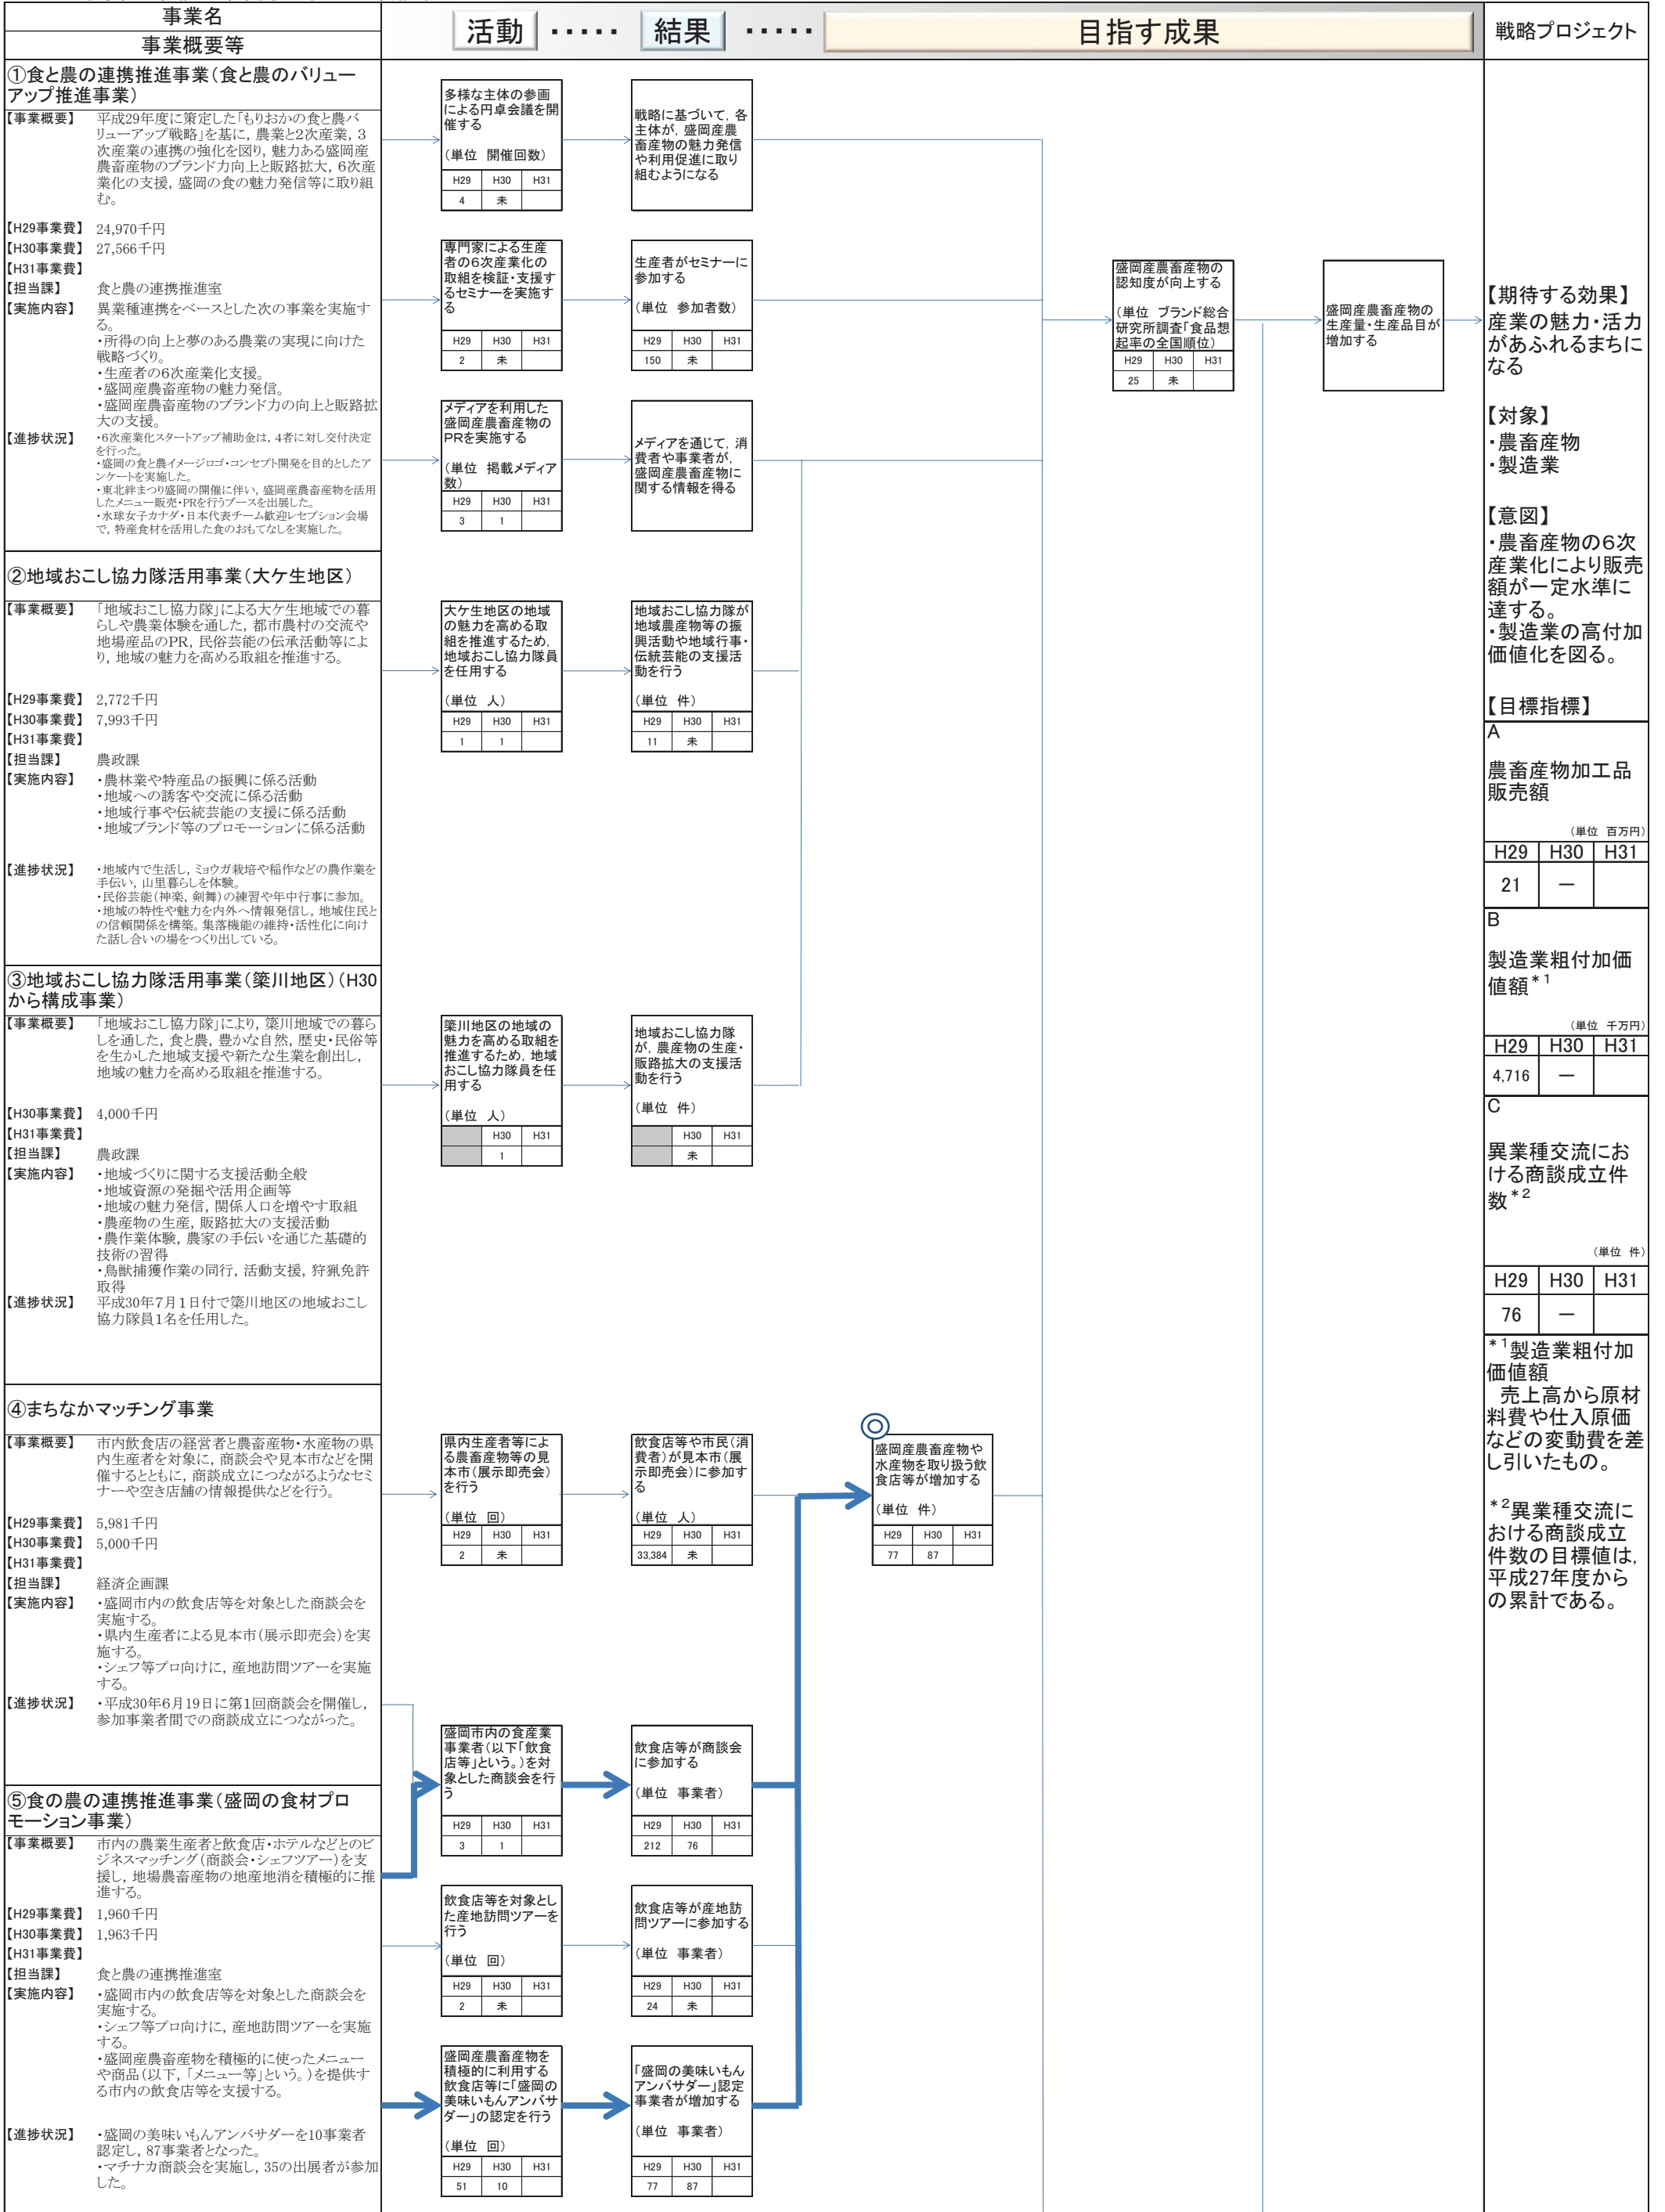 事業名
事業概要等
活動 ・・・・・ 結果 ・・・・・ 目指す成果
戦略プロジェクト
①食と農の連携推進事業(食と農のバリュー
アップ推進事業)
【事業概要】 平成29年度に策定した「もりおかの食と農バ
リューアップ戦略」を基に,農業と2次産業,3
次産業の連携の強化を図り,魅力ある盛岡産
農畜産物のブランド力向上と販路拡大,6次産
業化の支援,盛岡の食の魅力発信等に取り組
む。
【H29事業費】 24,970千円
【H30事業費】 27,566千円
【H31事業費】
【担当課】 食と農の連携推進室
【実施内容】 異業種連携をベースとした次の事業を実施す
る。
・所得の向上と夢のある農業の実現に向けた
戦略づくり。
・生産者の6次産業化支援。
・盛岡産農畜産物の魅力発信。
・盛岡産農畜産物のブランド力の向上と販路拡
大の支援。
【進捗状況】 ・6次産業化スタートアップ補助金は,4者に対し交付決定
を行った。
・盛岡の食と農イメージロゴ・コンセプト開発を目的としたア
ンケートを実施した。
・東北絆まつり盛岡の開催に伴い,盛岡産農畜産物を活用
したメニュー販売・PRを行うブースを出展した。
・水球女子カナダ・日本代表チーム歓迎レセプション会場
で,特産食材を活用した食のおもてなしを実施した。
多様な主体の参画
による円卓会議を開
催する
(単位 開催回数)
H29 H30 H31
4 未
戦略に基づいて,各
主体が,盛岡産農
畜産物の魅力発信
や利用促進に取り
組むようになる
専門家による生産
者の6次産業化の
取組を検証・支援す
るセミナーを実施す
る
H29 H30 H31
2 未
生産者がセミナーに
参加する
(単位 参加者数)
H29 H30 H31
150 未
メディアを利用した
盛岡産農畜産物の
PRを実施する
(単位 掲載メディア
数)
H29 H30 H31
3 1
メディアを通じて,消
費者や事業者が,
盛岡産農畜産物に
関する情報を得る
盛岡産農畜産物の
認知度が向上する
(単位 ブランド総合
研究所調査「食品想
起率の全国順位)
H29 H30 H31
25 未
盛岡産農畜産物の
生産量・生産品目が
増加する
②地域おこし協力隊活用事業(大ケ生地区)
【事業概要】 「地域おこし協力隊」による大ケ生地域での暮
らしや農業体験を通した,都市農村の交流や
地場産品のPR,民俗芸能の伝承活動等によ
り,地域の魅力を高める取組を推進する。
【H29事業費】 2,772千円
【H30事業費】 7,993千円
【H31事業費】
【担当課】 農政課
【実施内容】 ・農林業や特産品の振興に係る活動
・地域への誘客や交流に係る活動
・地域行事や伝統芸能の支援に係る活動
・地域ブランド等のプロモーションに係る活動
【進捗状況】 ・地域内で生活し,ミョウガ栽培や稲作などの農作業を
手伝い,山里暮らしを体験。
・民俗芸能(神楽,剣舞)の練習や年中行事に参加。
・地域の特性や魅力を内外へ情報発信し,地域住民と
の信頼関係を構築。集落機能の維持・活性化に向け
た話し合いの場をつくり出している。
大ケ生地区の地域
の魅力を高める取
組を推進するため,
地域おこし協力隊員
を任用する
(単位 人)
H29 H30 H31
1 1
地域おこし協力隊が
地域農産物等の振
興活動や地域行事・
伝統芸能の支援活
動を行う
(単位 件)
H29 H30 H31
11 未
③地域おこし協力隊活用事業(簗川地区)(H30
から構成事業)
【事業概要】 「地域おこし協力隊」により,簗川地域での暮ら
しを通した,食と農,豊かな自然,歴史・民俗等
を生かした地域支援や新たな生業を創出し,
地域の魅力を高める取組を推進する。
【H30事業費】 4,000千円
【H31事業費】
【担当課】 農政課
【実施内容】 ・地域づくりに関する支援活動全般
・地域資源の発掘や活用企画等
・地域の魅力発信,関係人口を増やす取組
・農産物の生産,販路拡大の支援活動
・農作業体験,農家の手伝いを通じた基礎的
技術の習得
・鳥獣捕獲作業の同行,活動支援,狩猟免許
取得
【進捗状況】 平成30年7月1日付で簗川地区の地域おこし
協力隊員1名を任用した。
簗川地区の地域の
魅力を高める取組を
推進するため,地域
おこし協力隊員を任
用する
(単位 人)
H30 H31
1
地域おこし協力隊
が,農産物の生産・
販路拡大の支援活
動を行う
(単位 件)
H30 H31
未
④まちなかマッチング事業
【事業概要】 市内飲食店の経営者と農畜産物・水産物の県
内生産者を対象に,商談会や見本市などを開
催するとともに,商談成立につながるようなセミ
ナーや空き店舗の情報提供などを行う。
【H29事業費】 5,981千円
【H30事業費】 5,000千円
【H31事業費】
【担当課】 経済企画課
【実施内容】 ・盛岡市内の飲食店等を対象とした商談会を
実施する。
・県内生産者による見本市(展示即売会)を実
施する。
・シェフ等プロ向けに,産地訪問ツアーを実施
する。
【進捗状況】 ・平成30年6月19日に第1回商談会を開催し,
参加事業者間での商談成立につながった。
県内生産者等によ
る農畜産物等の見
本市(展示即売会)
を行う
(単位 回)
H29 H30 H31
2 未
飲食店等や市民(消
費者)が見本市(展
示即売会)に参加す
る
(単位 人)
H29 H30 H31
33,384 未
◎
盛岡産農畜産物や
水産物を取り扱う飲
食店等が増加する
(単位 件)
H29 H30 H31
77 87
盛岡市内の食産業
事業者(以下「飲食
店等」という。)を対
象とした商談会を行
う
H29 H30 H31
3 1
飲食店等が商談会
に参加する
(単位 事業者)
H29 H30 H31
212 76
⑤食の農の連携推進事業(盛岡の食材プロ
モーション事業)
【事業概要】 市内の農業生産者と飲食店・ホテルなどとのビ
ジネスマッチング(商談会・シェフツアー)を支
援し,地場農畜産物の地産地消を積極的に推
進する。
【H29事業費】 1,960千円
【H30事業費】 1,963千円
【H31事業費】
【担当課】 食と農の連携推進室
【実施内容】 ・盛岡市内の飲食店等を対象とした商談会を
実施する。
・シェフ等プロ向けに,産地訪問ツアーを実施
する。
・盛岡産農畜産物を積極的に使ったメニュー
や商品(以下,「メニュー等」という。)を提供す
る市内の飲食店等を支援する。
【進捗状況】 ・盛岡の美味いもんアンバサダーを10事業者
認定し,87事業者となった。
・マチナカ商談会を実施し,35の出展者が参加
した。
飲食店等を対象とし
た産地訪問ツアーを
行う
(単位 回)
H29 H30 H31
2 未
飲食店等が産地訪
問ツアーに参加する
(単位 事業者)
H29 H30 H31
24 未
盛岡産農畜産物を
積極的に利用する
飲食店等に「盛岡の
美味いもんアンバサ
ダー」の認定を行う
(単位 回)
H29 H30 H31
51 10
「盛岡の美味いもん
アンバサダー」認定
事業者が増加する
(単位 事業者)
H29 H30 H31
77 87
【期待する効果】
産業の魅力・活力
があふれるまちに
なる
【対象】
・農畜産物
・製造業
【意図】
・農畜産物の6次
産業化により販売
額が一定水準に
達する。
・製造業の高付加
価値化を図る。
【目標指標】
A
農畜産物加工品
販売額
(単位 百万円)
H29 H30 H31
21 ―
B
製造業粗付加価
値額*1
(単位 千万円)
H29 H30 H31
4,716 ―
C
異業種交流にお
ける商談成立件
数*2
(単位 件)
H29 H30 H31
76 ―
*1製造業粗付加
価値額
売上高から原材
料費や仕入原価
などの変動費を差
し引いたもの。
*2異業種交流に
おける商談成立
件数の目標値は,
平成27年度から
の累計である。